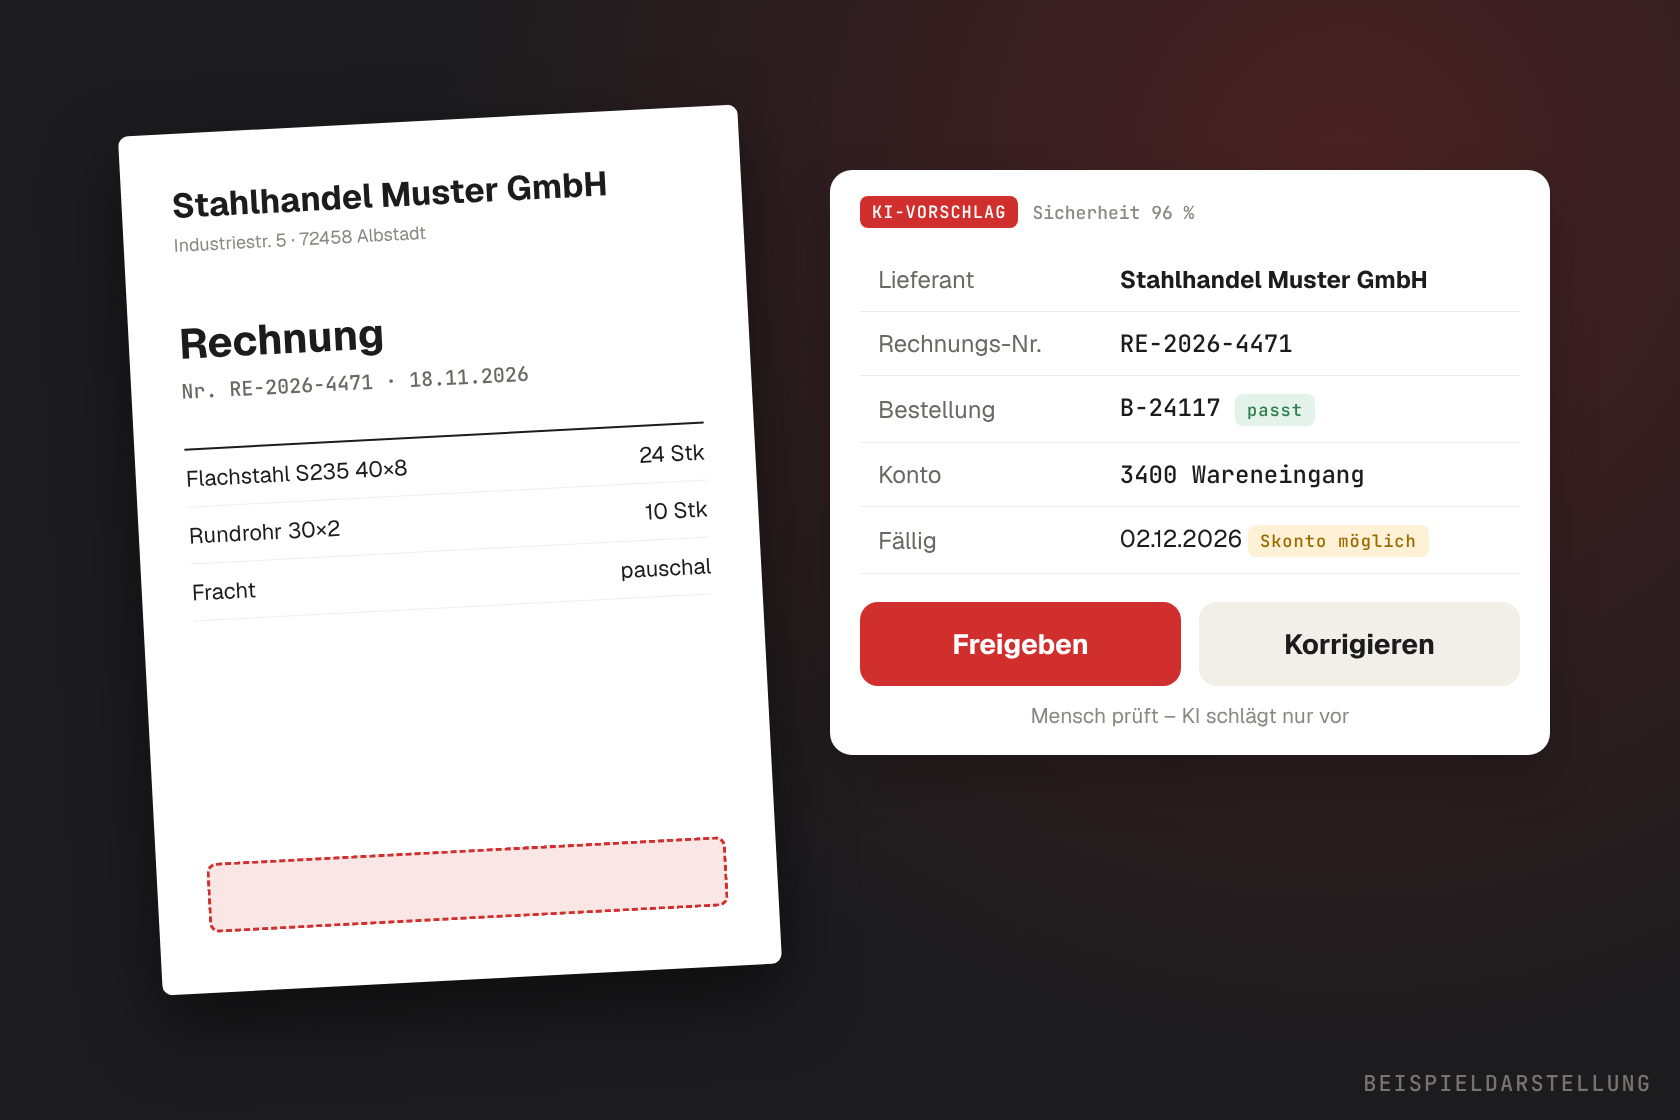 Stahlhandel Muster GmbH
Industriestr. 5 · 72458 Albstadt
Rechnung
Nr. RE-2026-4471 · 18.11.2026
Flachstahl S235 40×8 24 Stk
Rundrohr 30×2 10 Stk
Fracht pauschal
KI-VORSCHLAG Sicherheit 96 %
Lieferant Stahlhandel Muster GmbH
Rechnungs-Nr. RE-2026-4471
Bestellung B-24117 passt
Konto 3400 Wareneingang
Fällig 02.12.2026 Skonto möglich
Freigeben Korrigieren
Mensch prüft – KI schlägt nur vor
BEISPIELDARSTELLUNG